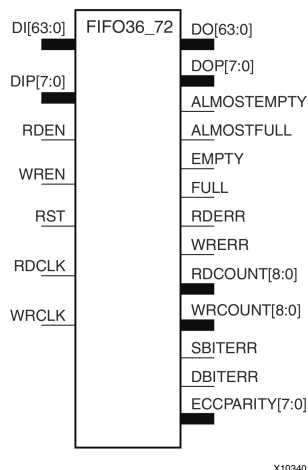 FIFO36_72
DI[63:0]
DIP[7:0]
RDEN
WREN
RST
RDCLK
WRCLK
DO[63:0]
DOP[7:0]
ALMOSTEMPTY
ALMOSTFULL
EMPTY
FULL
RDERR
WRERR
RDCOUNT[8:0]
WRCOUNT[8:0]
SBITERR
DBITERR
ECCPARITY[7:0]
X10340